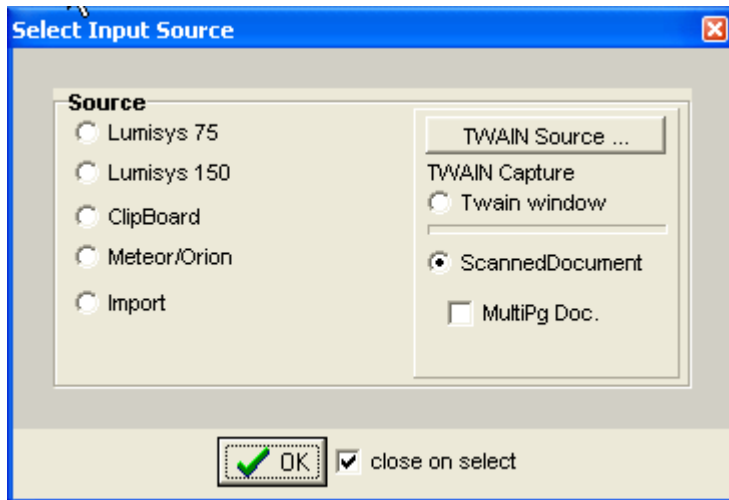 Select Input Source
Source
Lumisys 75
Lumisys 150
ClipBoard
Meteor/Orion
Import
TWAIN Source ...
TWAIN Capture
Twain window
ScannedDocument
MultiPg Doc.
OK
close on select